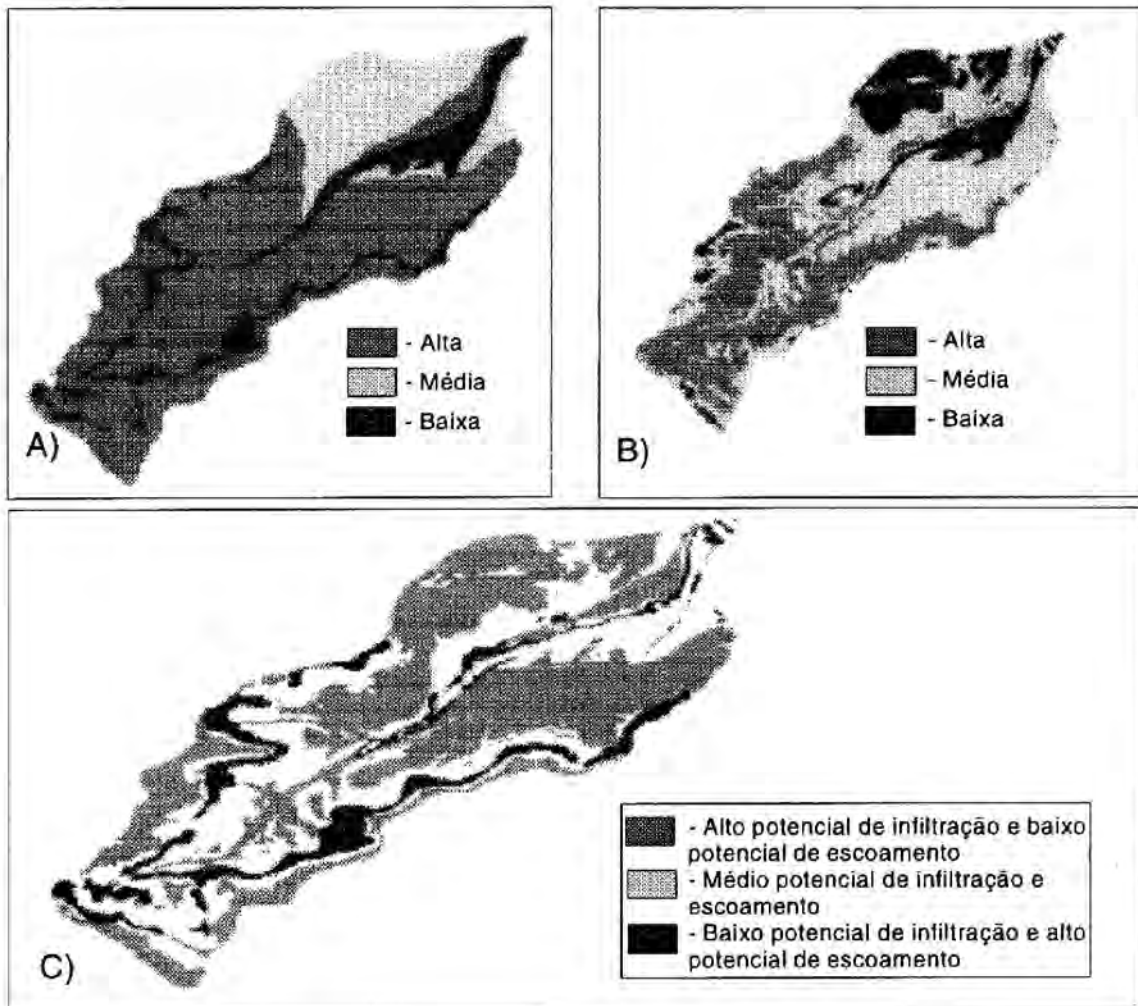 - Alta
- Média
- Baixa
A)
- Alta
- Média
- Baixa
B)
- Alto potencial de infiltração e baixo
potencial de escoamento
- Médio potencial de infiltração e
escoamento
- Baixo potencial de infiltração e alto
potencial de escoamento
C)